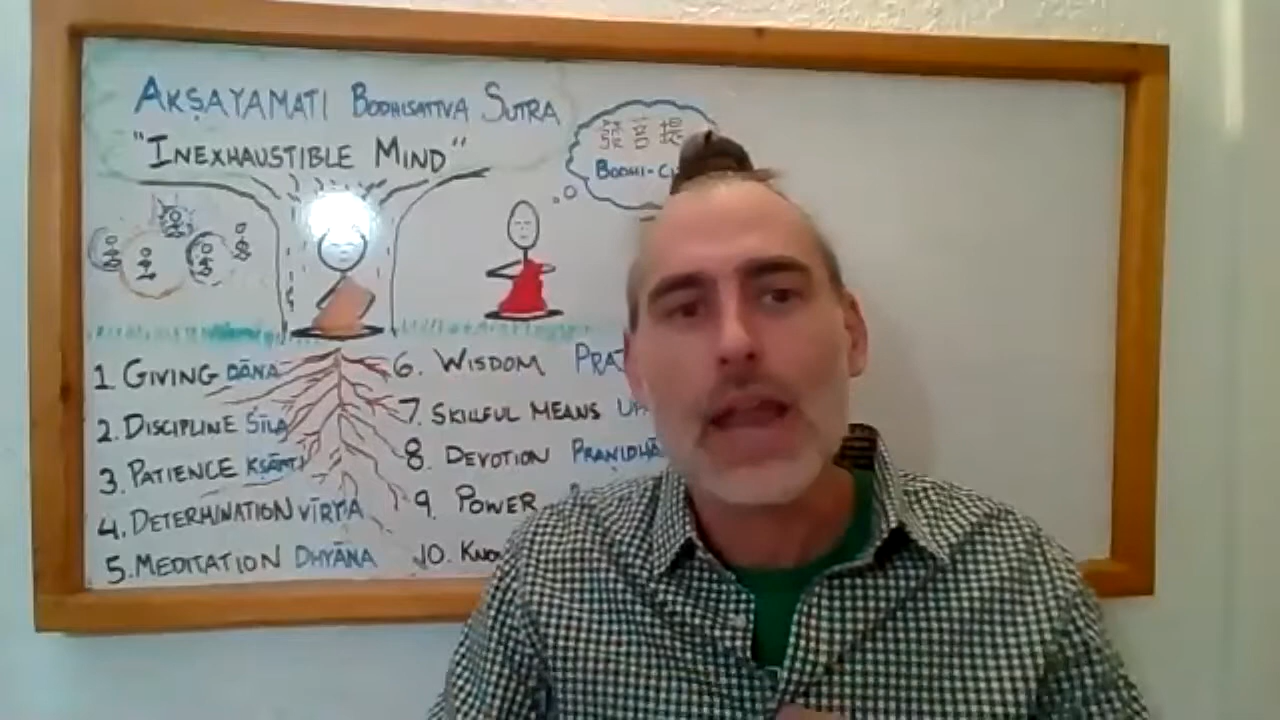 AKṢAYAMATI BODHISATTVA SUTRA
"INEXHAUSTIBLE MIND"
發菩提
BODHI-C
1 GIVING DĀNA
2. DISCIPLINE ŚĪLA
3. PATIENCE KṢĀNTI
4. DETERMINATION VĪRYA
5. MEDITATION DHYĀNA
6. WISDOM PRAJ
7. SKILLFUL MEANS UP
8. DEVOTION PRAṆIDHĀ
9. POWER
10. KNO